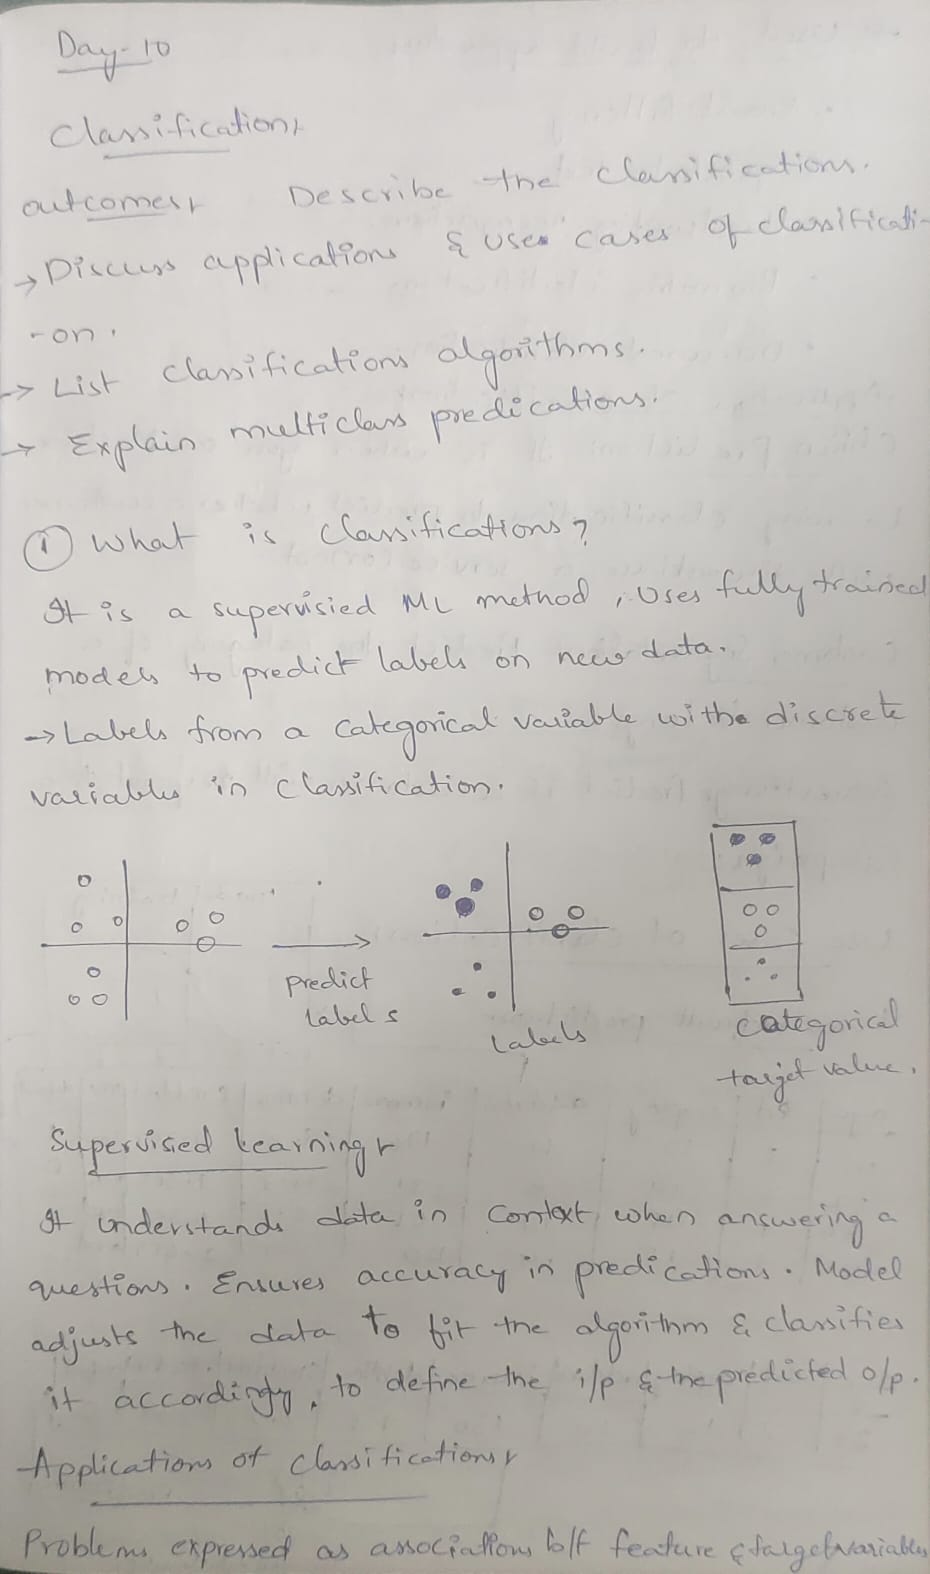 Day-10
Classification:
outcomes:   Describe the classifications.
→ Discuss applications & uses cases of classificati-
-on.
→ List classifications algorithms.
→ Explain multiclass predications.
① What is classifications?
It is a supervisied ML method, uses fully trained
models to predict labels on new data.
→ Labels from a categorical variable with discrete
variables in classification.
predict
labels
Labels
categorical
target value.
Supervised learning:
It understands data in context when answering a
questions. Ensures accuracy in predications. Model
adjusts the data to fit the algorithm & classifies
it accordingly, to define the i/p & the predicted o/p.
Applications of classifications:
Problems expressed as associations b/f feature & target variables